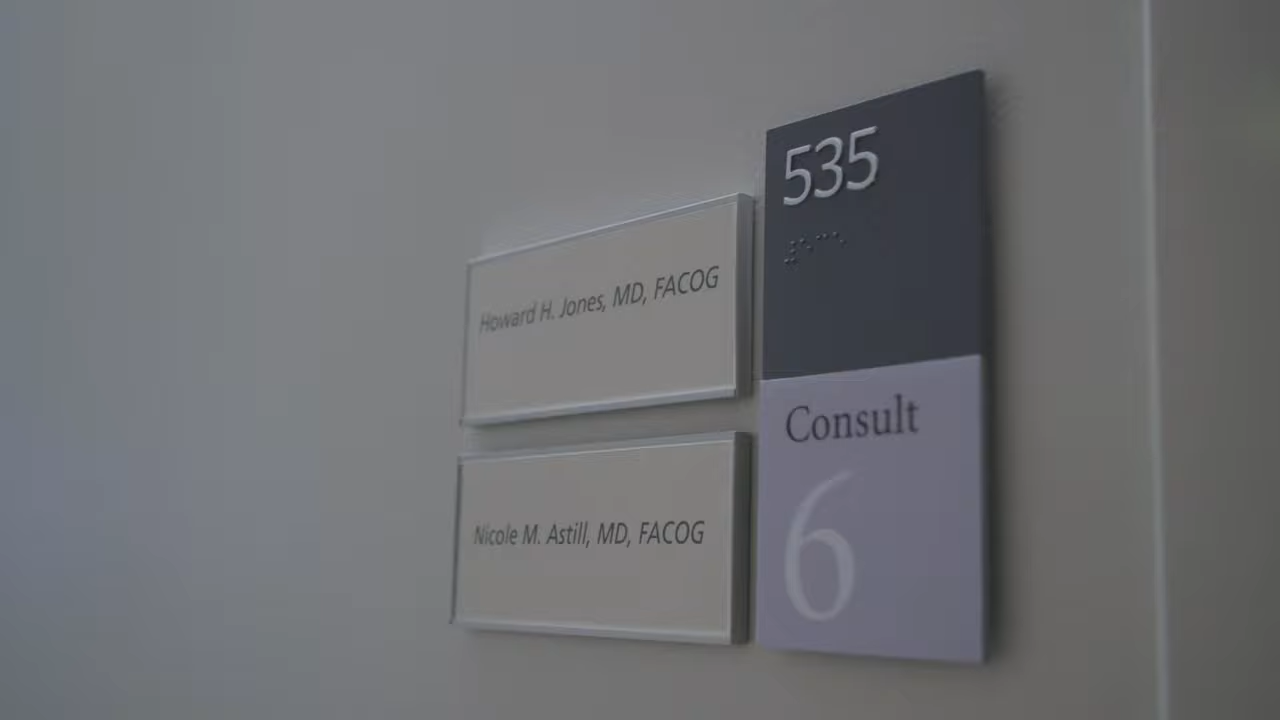 535
Howard H. Jones, MD, FACOG
Consult
6
Nicole M. Astill, MD, FACOG